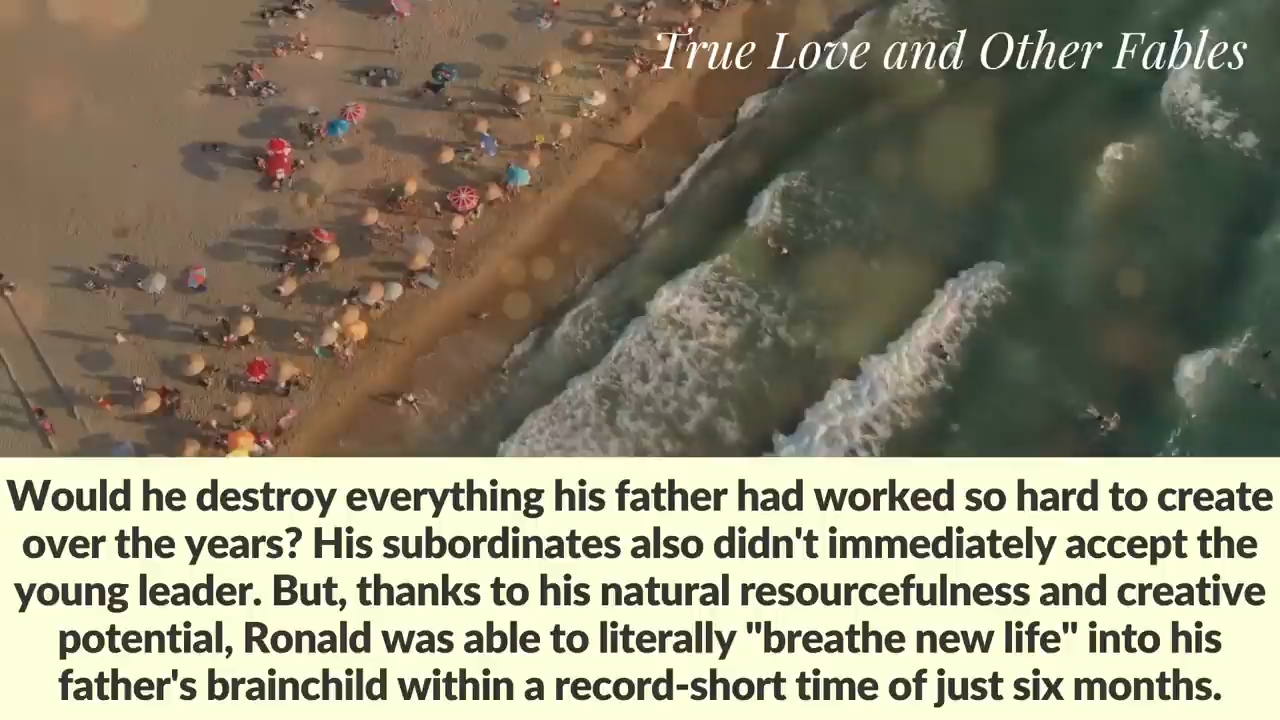 True Love and Other Fables
Would he destroy everything his father had worked so hard to create
over the years? His subordinates also didn't immediately accept the
young leader. But, thanks to his natural resourcefulness and creative
potential, Ronald was able to literally "breathe new life" into his
father's brainchild within a record-short time of just six months.